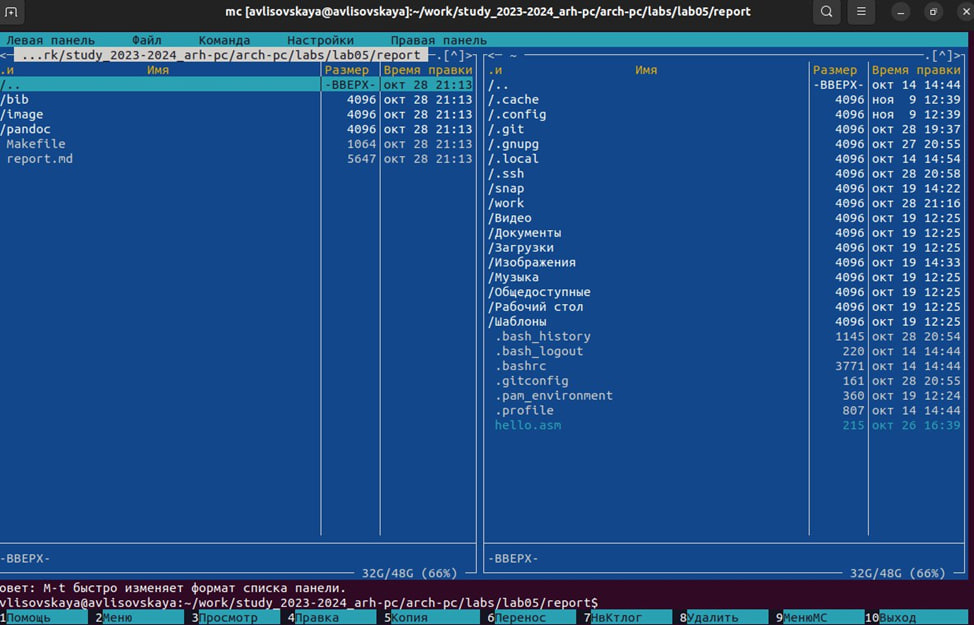 mc [avlisovskaya@avlisovskaya]:~/work/study_2023-2024_arh-pc/arch-pc/labs/lab05/report
Левая панель Файл Команда Настройки Правая панель
<— ...rk/study_2023-2024_arh-pc/arch-pc/labs/lab05/report —.[^]>
.и Имя Размер Время правки
/.. -ВВЕРХ- окт 28 21:13
/bib 4096 окт 28 21:13
/image 4096 окт 28 21:13
/pandoc 4096 окт 28 21:13
Makefile 1064 окт 28 21:13
report.md 5647 окт 28 21:13
-ВВЕРХ-
32G/48G (66%)
<— ~ —.[^]>
.и Имя Размер Время правки
/.. -ВВЕРХ- окт 14 14:44
/.cache 4096 ноя 9 12:39
/.config 4096 ноя 9 12:39
/.git 4096 окт 28 19:37
/.gnupg 4096 окт 27 20:55
/.local 4096 окт 14 14:54
/.ssh 4096 окт 28 20:58
/snap 4096 окт 19 14:22
/work 4096 окт 28 21:16
/Видео 4096 окт 19 12:25
/Документы 4096 окт 19 12:25
/Загрузки 4096 окт 19 12:25
/Изображения 4096 окт 19 14:33
/Музыка 4096 окт 19 12:25
/Общедоступные 4096 окт 19 12:25
/Рабочий стол 4096 окт 19 12:25
/Шаблоны 4096 окт 19 12:25
.bash_history 1145 окт 28 20:54
.bash_logout 220 окт 14 14:44
.bashrc 3771 окт 14 14:44
.gitconfig 161 окт 28 20:55
.pam_environment 360 окт 19 12:24
.profile 807 окт 14 14:44
hello.asm 215 окт 26 16:39
-ВВЕРХ-
32G/48G (66%)
овет: M-t быстро изменяет формат списка панели.
vlisovskaya@avlisovskaya:~/work/study_2023-2024_arh-pc/arch-pc/labs/lab05/report$
1Помощь 2Меню 3Просмотр 4Правка 5Копия 6Перенос 7НвКтлог 8Удалить 9МенюMC 10Выход